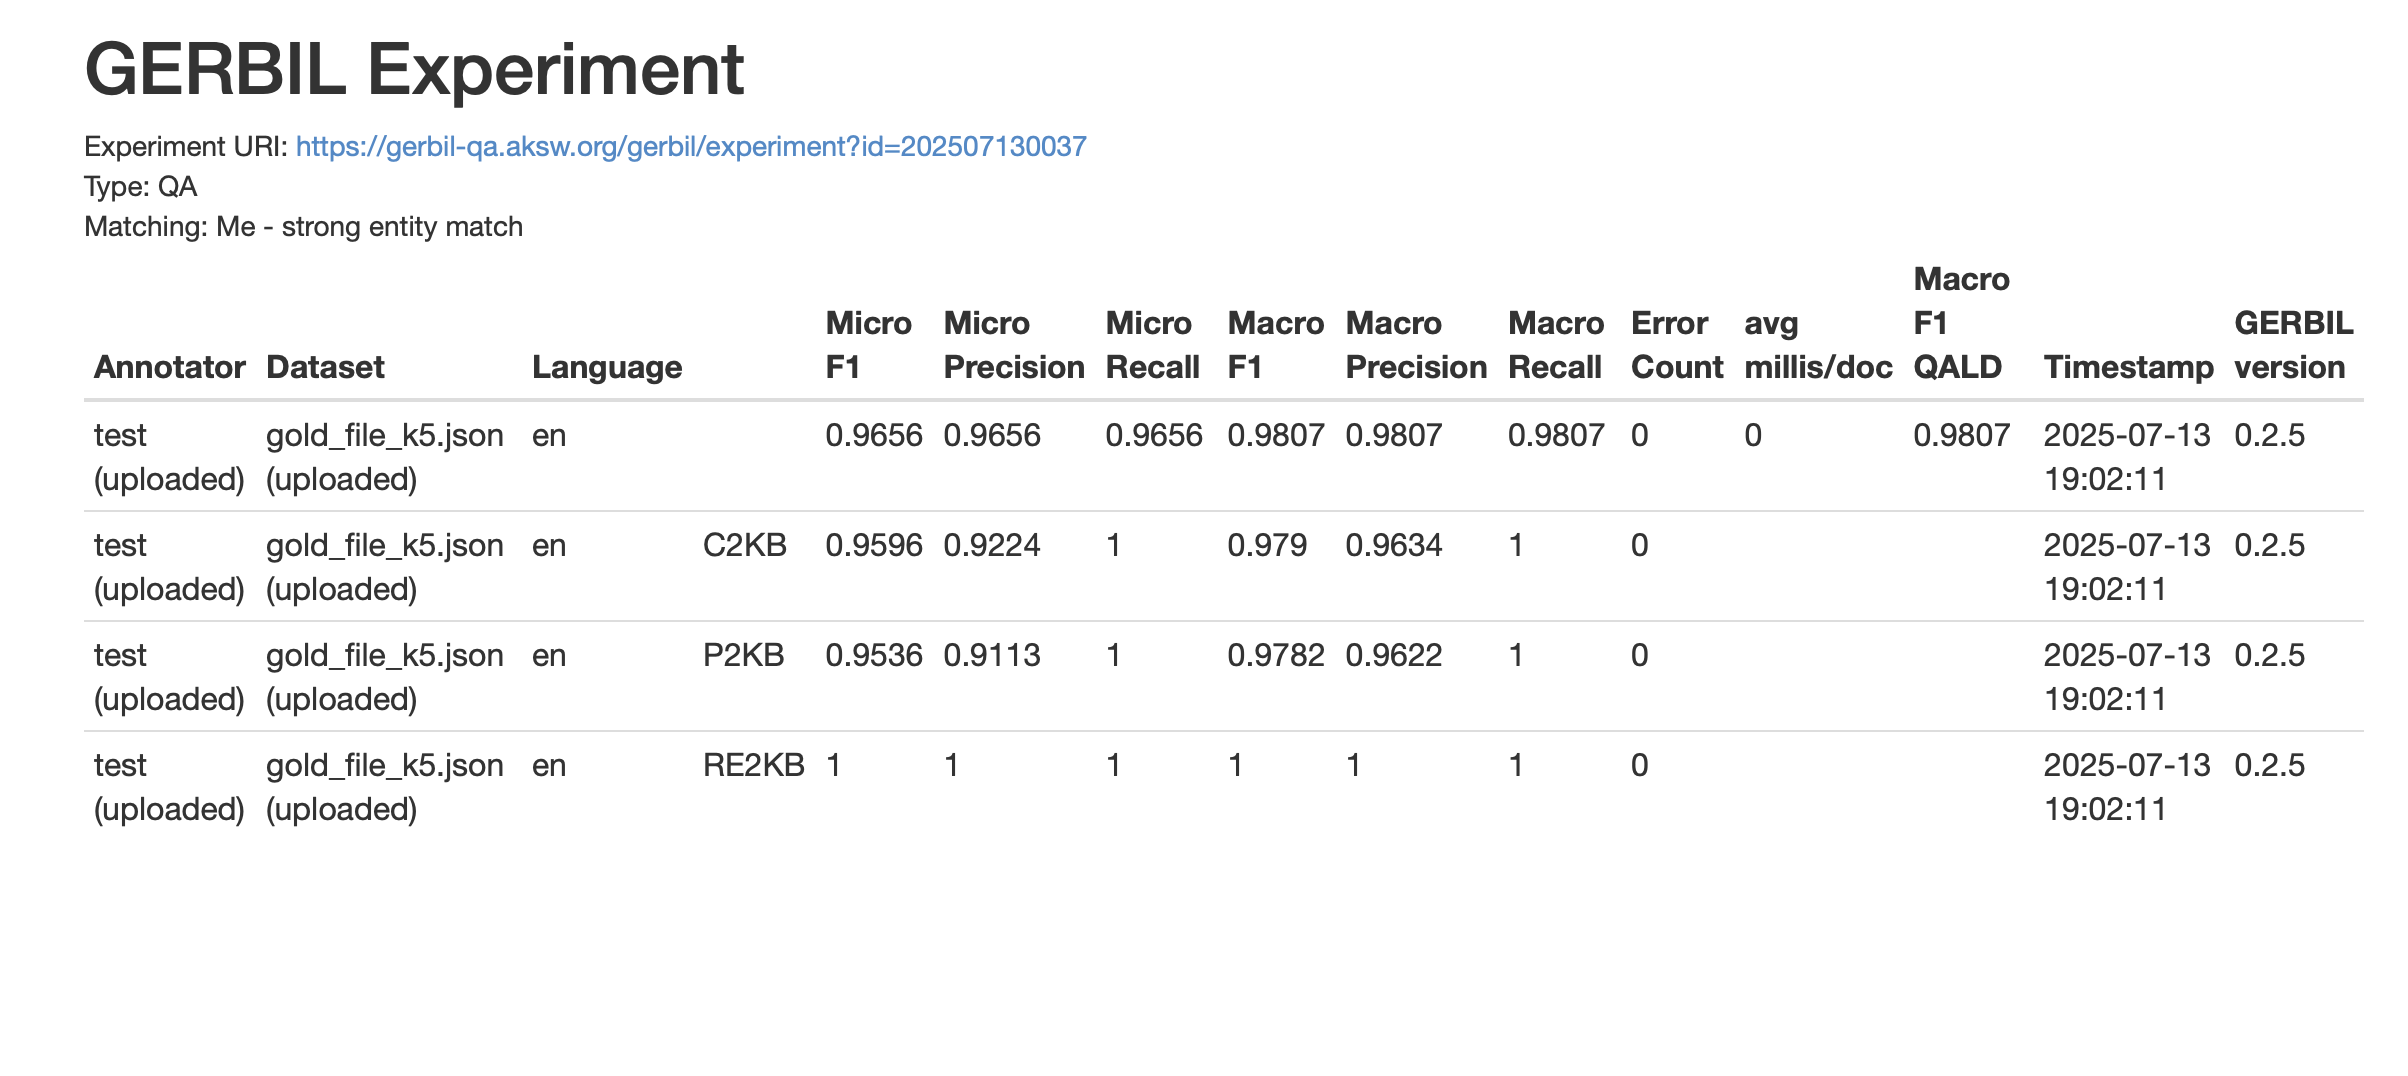 GERBIL Experiment
Experiment URI: https://gerbil-qa.aksw.org/gerbil/experiment?id=202507130037
Type: QA
Matching: Me - strong entity match
Annotator Dataset Language Micro F1 Micro Precision Micro Recall Macro F1 Macro Precision Macro Recall Error Count avg millis/doc Macro F1 QALD Timestamp GERBIL version
test gold_file_k5.json en 0.9656 0.9656 0.9656 0.9807 0.9807 0.9807 0 0 0.9807 2025-07-13 0.2.5
(uploaded) (uploaded) 19:02:11
test gold_file_k5.json en C2KB 0.9596 0.9224 1 0.979 0.9634 1 0 2025-07-13 0.2.5
(uploaded) (uploaded) 19:02:11
test gold_file_k5.json en P2KB 0.9536 0.9113 1 0.9782 0.9622 1 0 2025-07-13 0.2.5
(uploaded) (uploaded) 19:02:11
test gold_file_k5.json en RE2KB 1 1 1 1 1 1 0 2025-07-13 0.2.5
(uploaded) (uploaded) 19:02:11